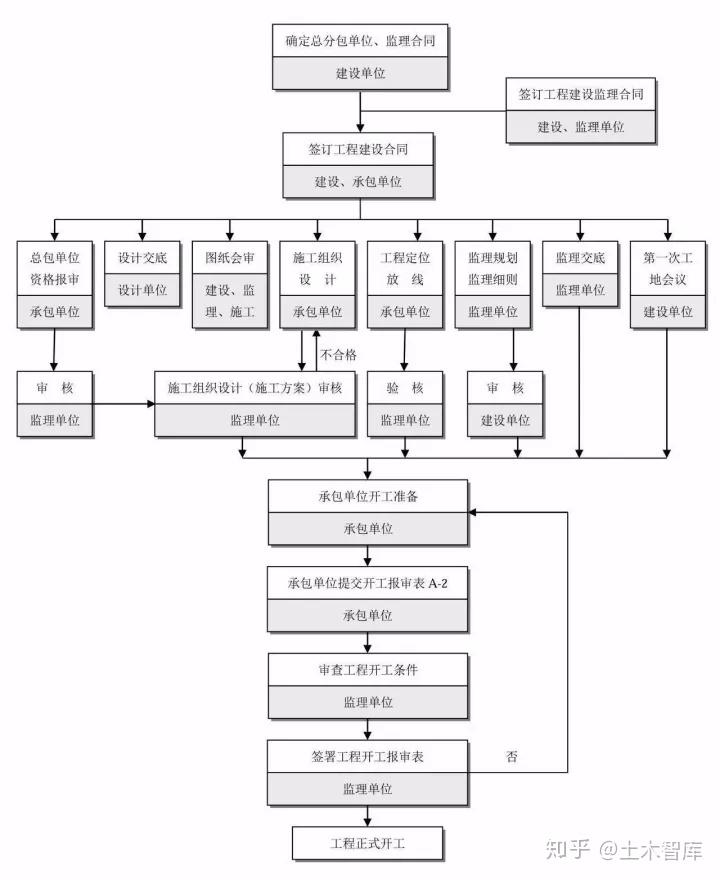 确定总分包单位、监理合同
建设单位
签订工程建设监理合同
建设、监理单位
签订工程建设合同
建设、承包单位
总包单位
资格报审
承包单位
设计交底
设计单位
图纸会审
建设、监
理、施工
施工组织
设 计
承包单位
工程定位
放 线
承包单位
监理规划
监理细则
监理单位
监理交底
监理单位
第一次工
地会议
建设单位
不合格
审 核
监理单位
施工组织设计（施工方案）审核
监理单位
验 核
监理单位
审 核
建设单位
承包单位开工准备
承包单位
承包单位提交开工报审表 A-2
承包单位
审查工程开工条件
监理单位
签署工程开工报审表
监理单位
否
工程正式开工
知乎 @土木智库